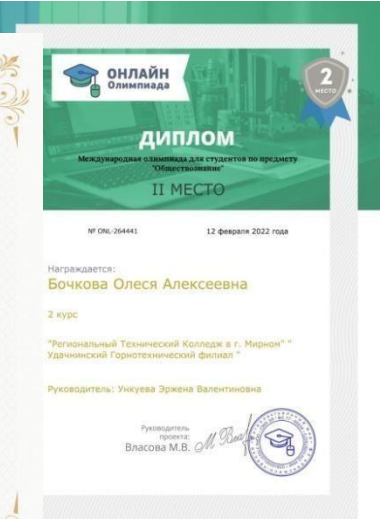 ОНЛАЙН
Олимпиада
2
МЕСТО
ДИПЛОМ
Международная олимпиада для студентов по предмету
"Обществознание"
II МЕСТО
№ ONL-264441
12 февраля 2022 года
Награждается:
Бочкова Олеся Алексеевна
2 курс
"Региональный Технический Колледж в г. Мирном" "
Удачнинский Горнотехнический филиал "
Руководитель: Ункуева Эржена Валентиновна
Руководитель
проекта:
Власова М.В.